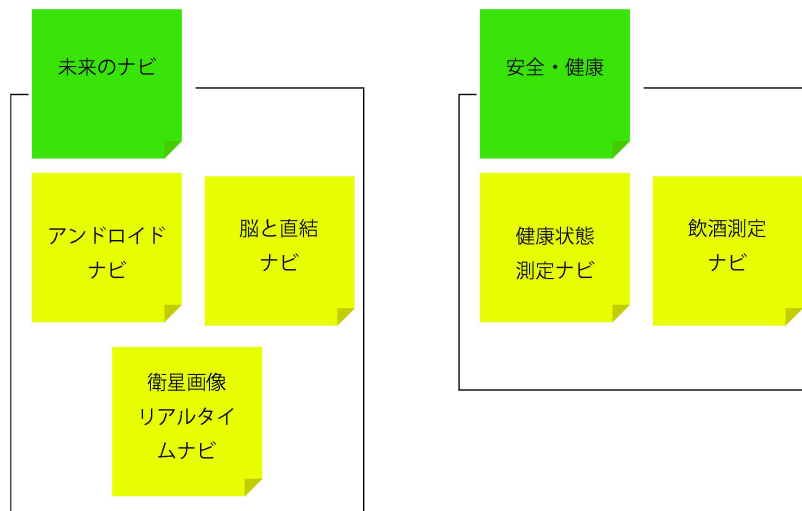 未来のナビ
アンドロイド
ナビ
脳と直結
ナビ
衛星画像
リアルタイ
ムナビ
安全・健康
健康状態
測定ナビ
飲酒測定
ナビ